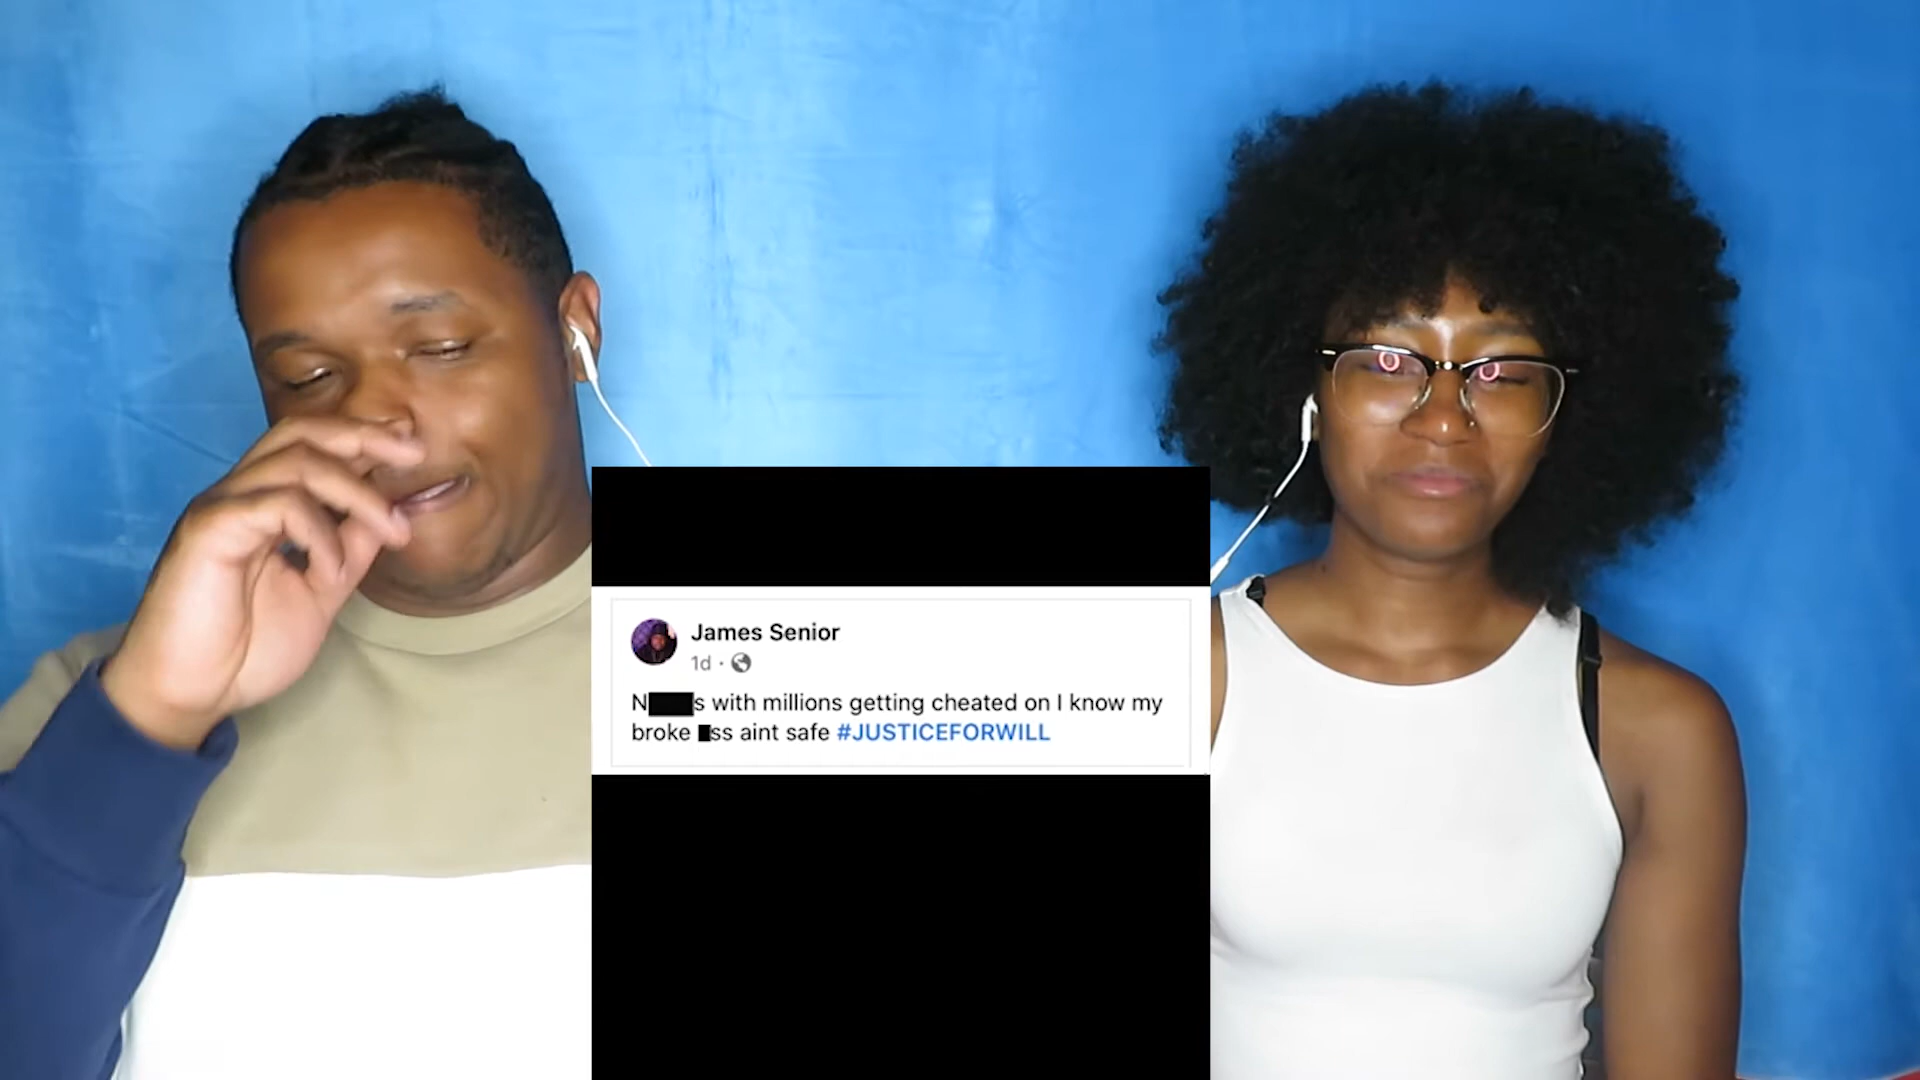 James Senior
1d ·
N s with millions getting cheated on I know my
broke ss aint safe #JUSTICEFORWILL